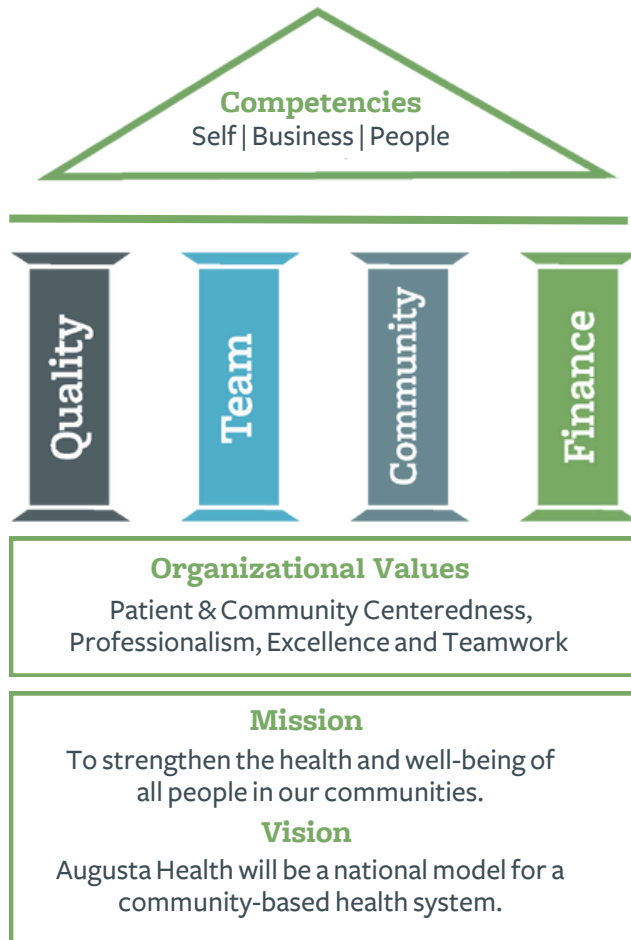 Competencies
Self | Business | People
Quality
Team
Community
Finance
Organizational Values
Patient & Community Centeredness,
Professionalism, Excellence and Teamwork
Mission
To strengthen the health and well-being of
all people in our communities.
Vision
Augusta Health will be a national model for a
community-based health system.